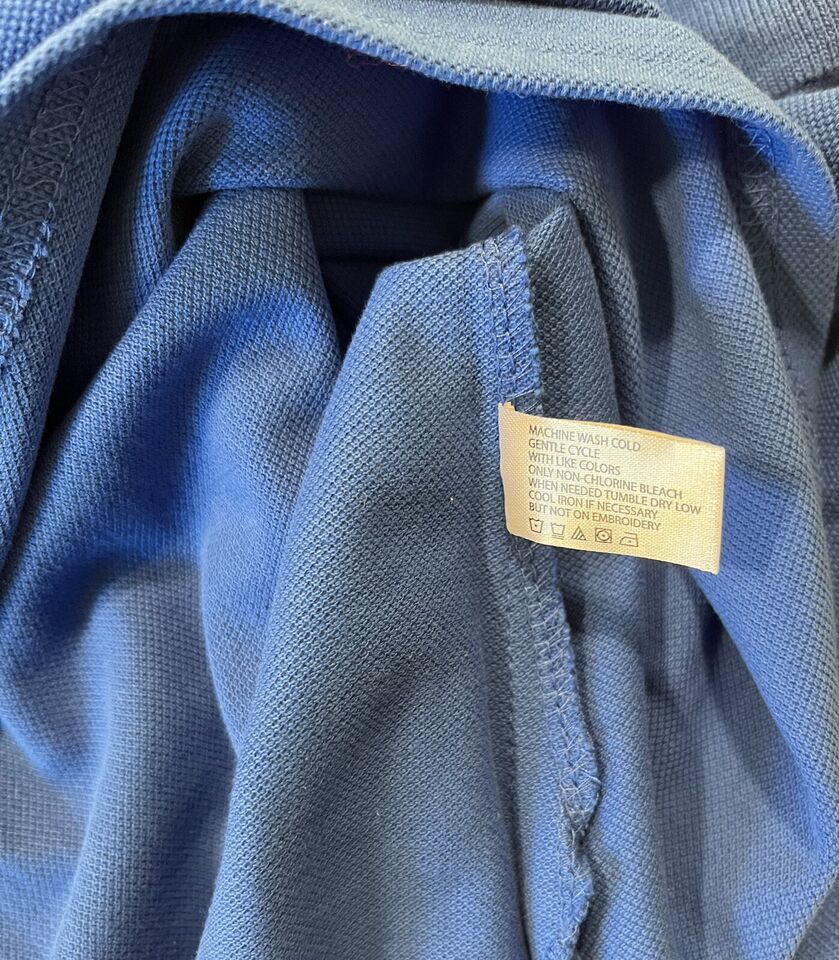 MACHINE WASH COLD
GENTLE CYCLE
WITH LIKE COLORS
ONLY NON-CHLORINE BLEACH
WHEN NEEDED TUMBLE DRY LOW
COOL IRON IF NECESSARY
BUT NOT ON EMBROIDERY